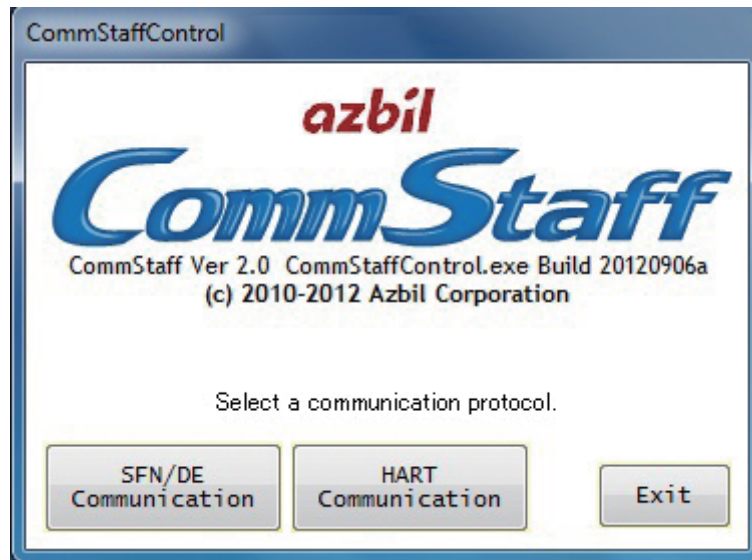 CommStaffControl
azbil
CommStaff
CommStaff Ver 2.0 CommStaffControl.exe Build 20120906a
(c) 2010-2012 Azbil Corporation
Select a communication protocol.
SFN/DE
Communication
HART
Communication
Exit